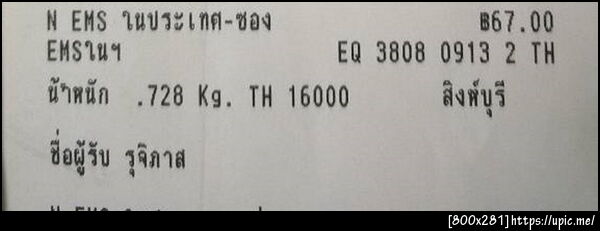 N EMS ในประเทศ-ซอง ฿67.00
EMSในฯ EQ 3808 0913 2 TH
น้ำหนัก .728 Kg. TH 16000 สิงห์บุรี
ชื่อผู้รับ รุจิภาส
[800x281]https://upic.me/